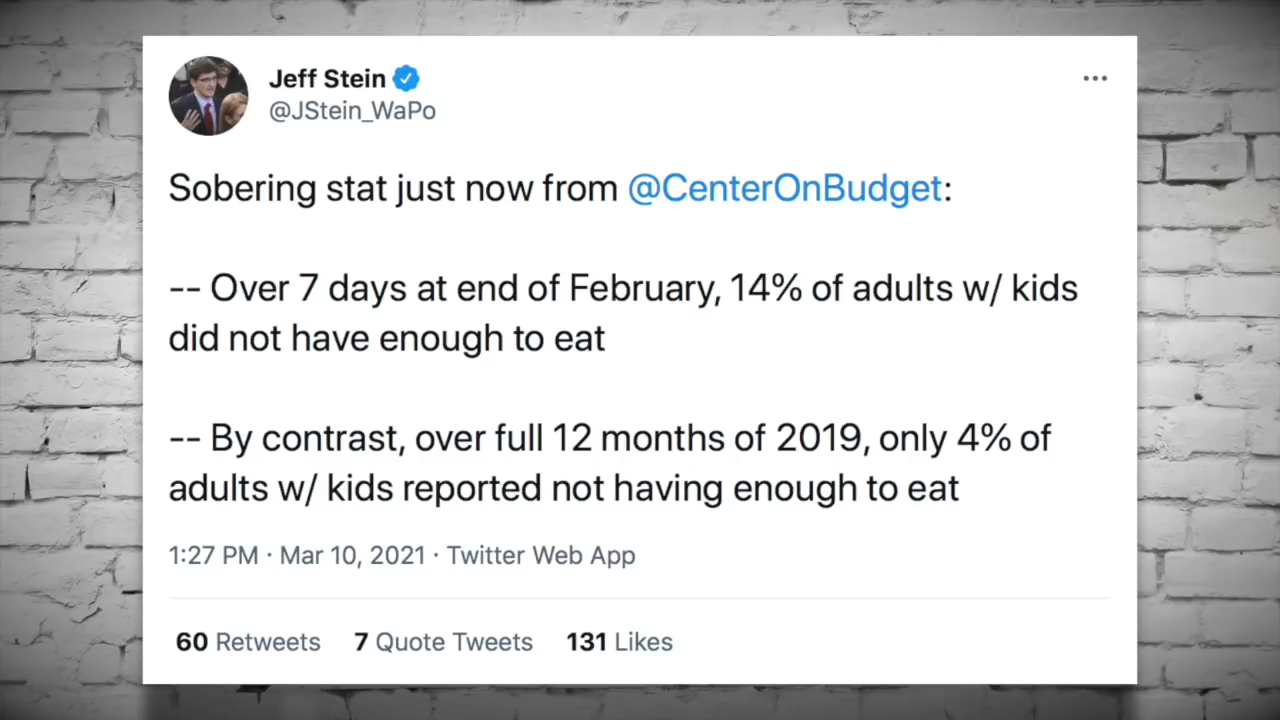 Jeff Stein
@JStein_WaPo
Sobering stat just now from @CenterOnBudget:
-- Over 7 days at end of February, 14% of adults w/ kids
did not have enough to eat
-- By contrast, over full 12 months of 2019, only 4% of
adults w/ kids reported not having enough to eat
1:27 PM · Mar 10, 2021 · Twitter Web App
60 Retweets 7 Quote Tweets 131 Likes